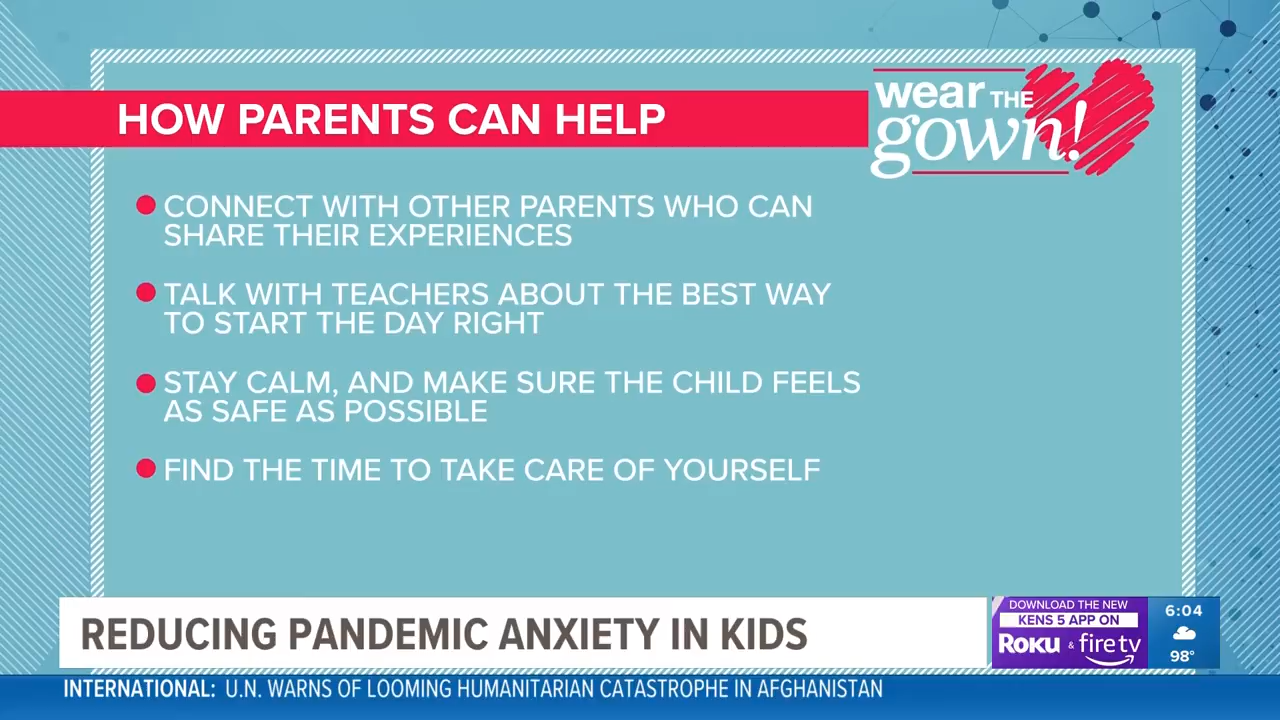 wear THE
gown!
HOW PARENTS CAN HELP
CONNECT WITH OTHER PARENTS WHO CAN
SHARE THEIR EXPERIENCES
TALK WITH TEACHERS ABOUT THE BEST WAY
TO START THE DAY RIGHT
STAY CALM, AND MAKE SURE THE CHILD FEELS
AS SAFE AS POSSIBLE
FIND THE TIME TO TAKE CARE OF YOURSELF
REDUCING PANDEMIC ANXIETY IN KIDS
DOWNLOAD THE NEW
KENS 5 APP ON
Roku & firetv
6:04
98°
INTERNATIONAL: U.N. WARNS OF LOOMING HUMANITARIAN CATASTROPHE IN AFGHANISTAN